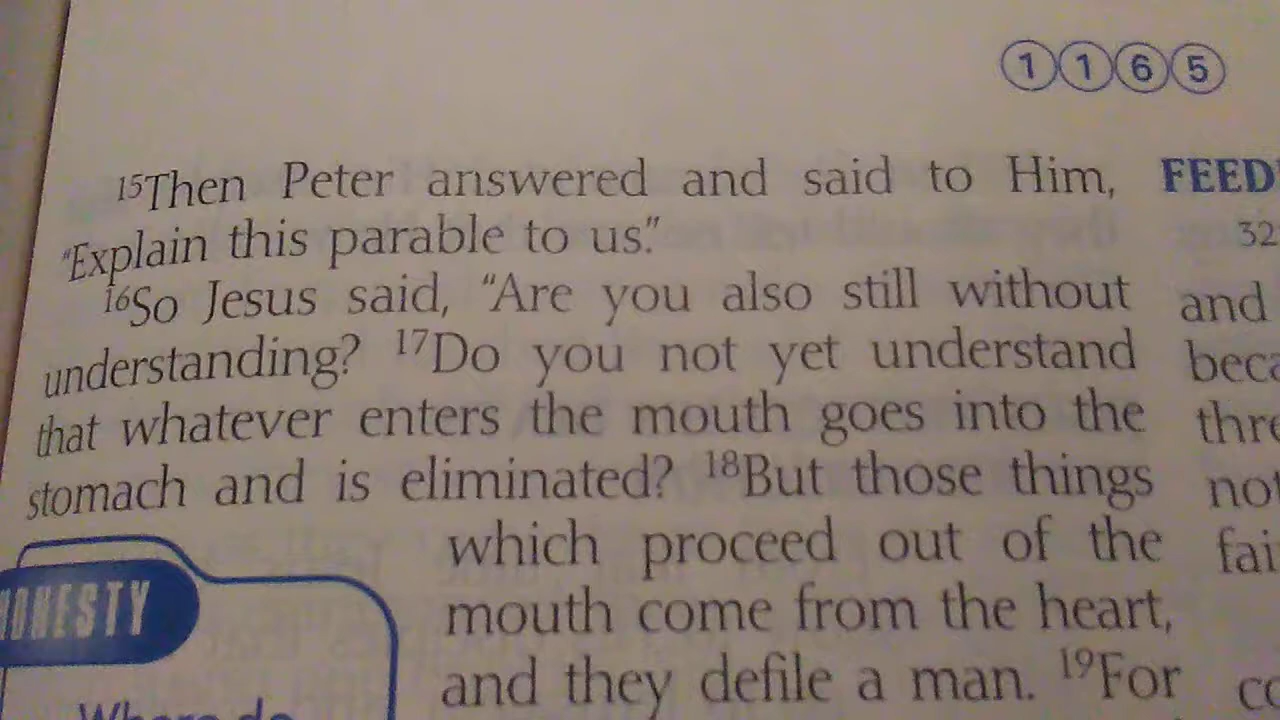 1165
15Then Peter answered and said to Him,
"Explain this parable to us."
16So Jesus said, "Are you also still without
understanding? 17Do you not yet understand
that whatever enters the mouth goes into the
stomach and is eliminated? 18But those things
which proceed out of the
mouth come from the heart,
and they defile a man. 19For
HONESTY
Where do
FEED
32
and